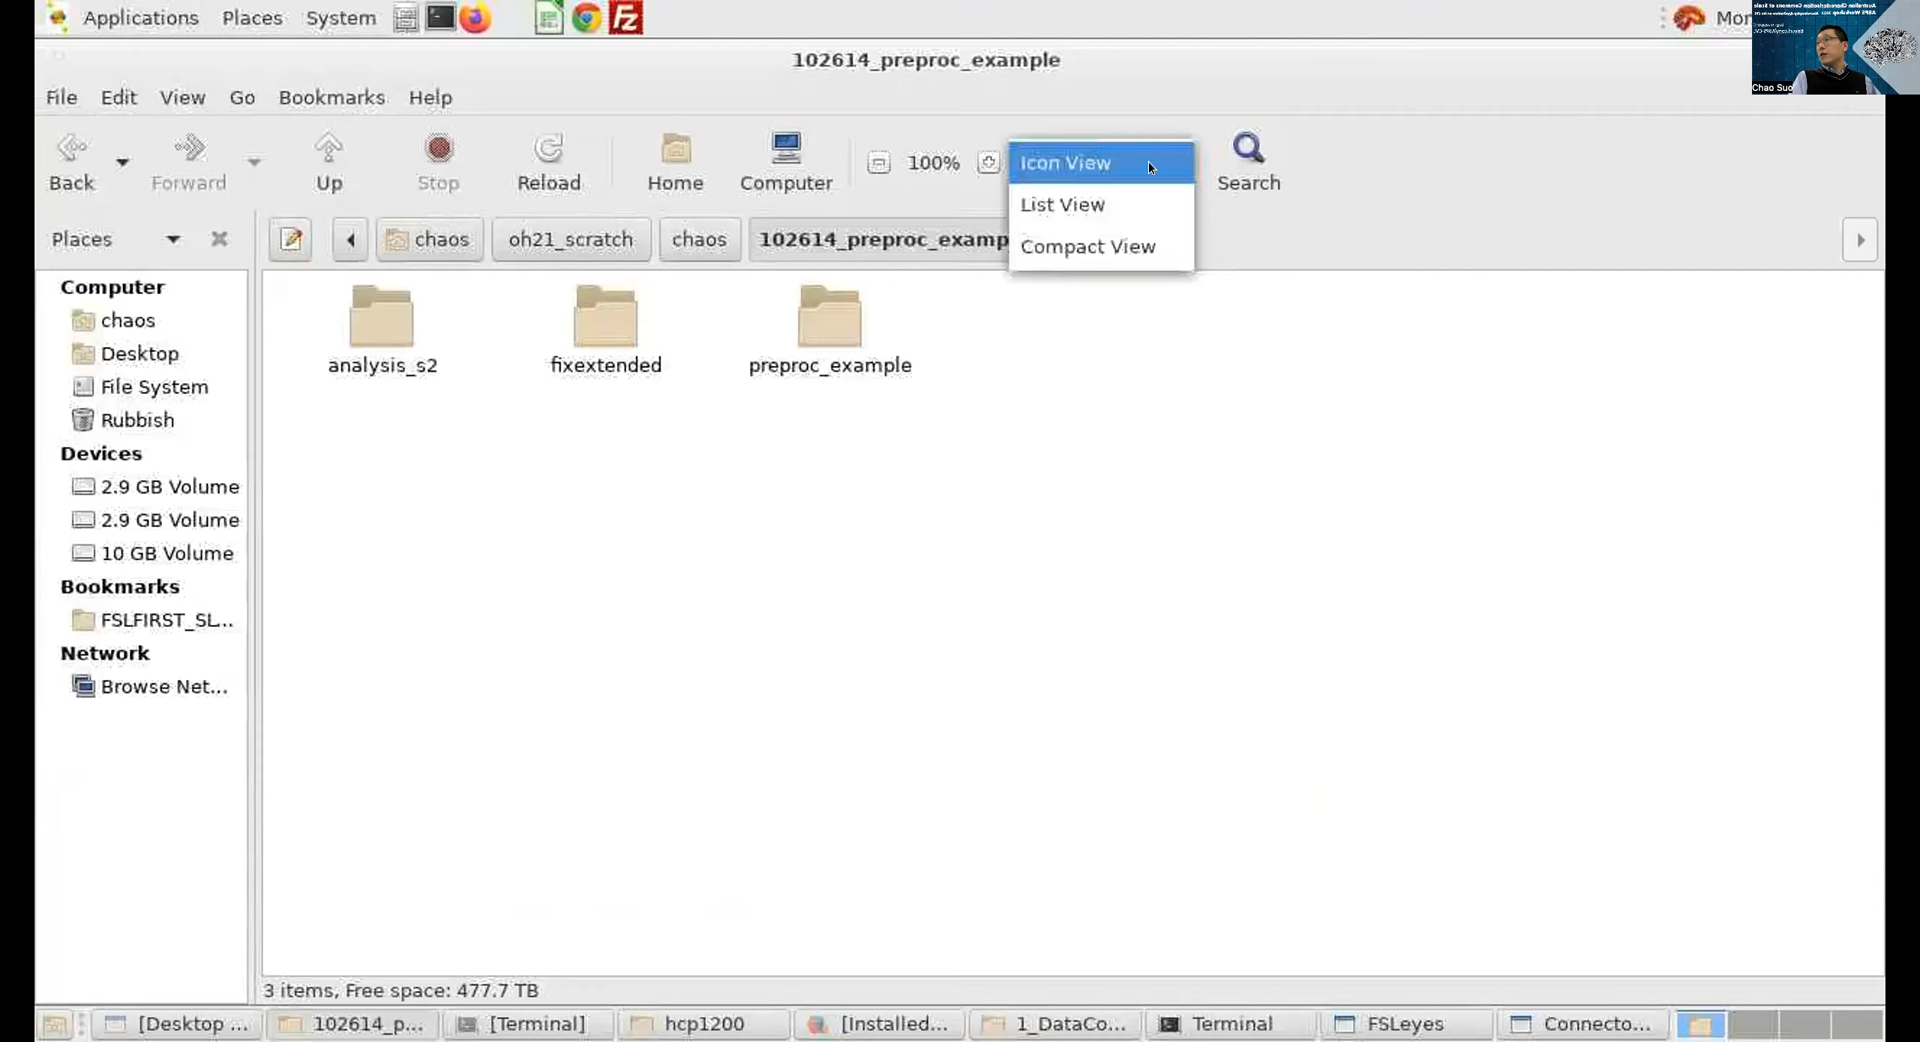 Applications Places System
Mon
102614_preproc_example
Chao Suo
File Edit View Go Bookmarks Help
Back Forward Up Stop Reload Home Computer 100% Icon View Search
List View
Compact View
Places chaos oh21_scratch chaos 102614_preproc_examp
Computer
chaos
Desktop
File System
Rubbish
Devices
2.9 GB Volume
2.9 GB Volume
10 GB Volume
Bookmarks
FSLFIRST_SL...
Network
Browse Net...
analysis_s2 fixextended preproc_example
3 items, Free space: 477.7 TB
[Desktop ... 102614_p... [Terminal] hcp1200 [Installed... 1_DataCo... Terminal FSLeyes Connecto...